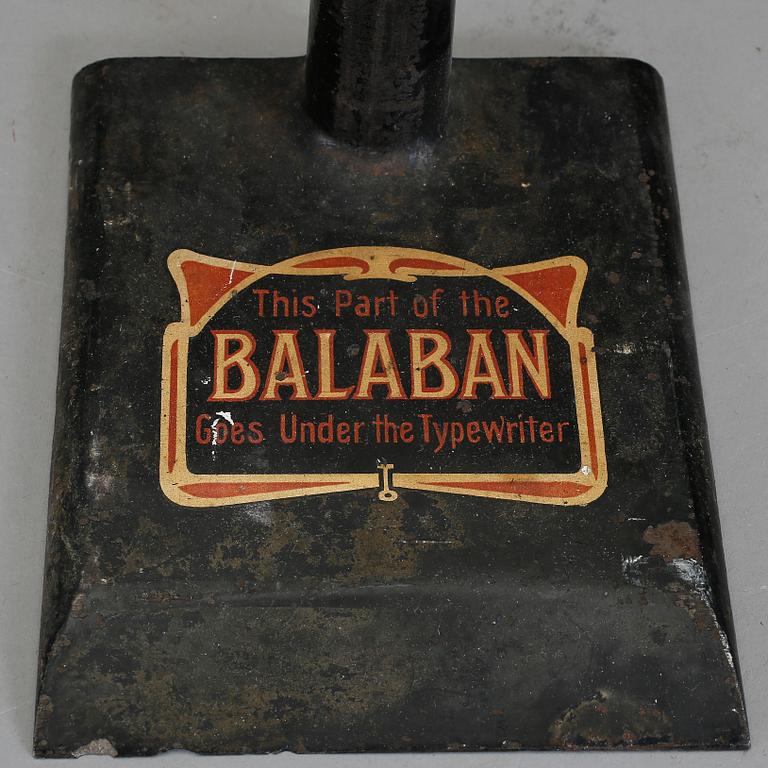 This Part of the
BALABAN
Goes Under the Typewriter